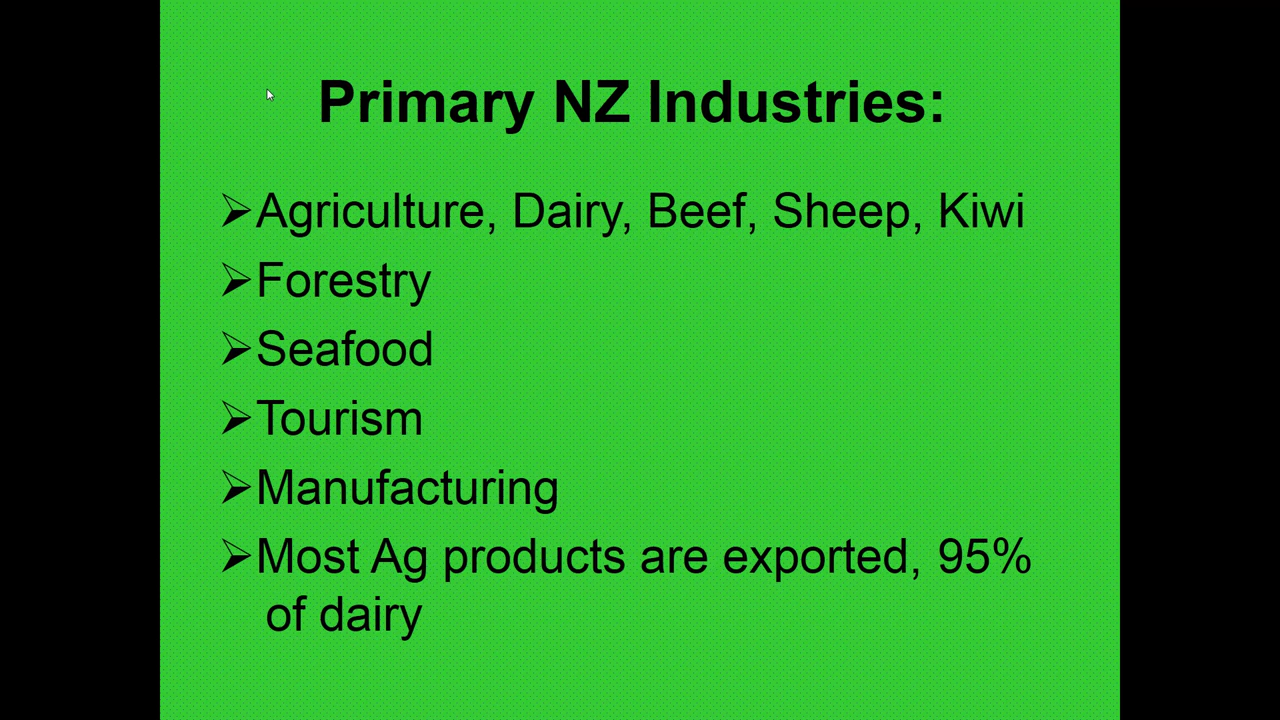 Primary NZ Industries:
➢Agriculture, Dairy, Beef, Sheep, Kiwi
➢Forestry
➢Seafood
➢Tourism
➢Manufacturing
➢Most Ag products are exported, 95%
of dairy